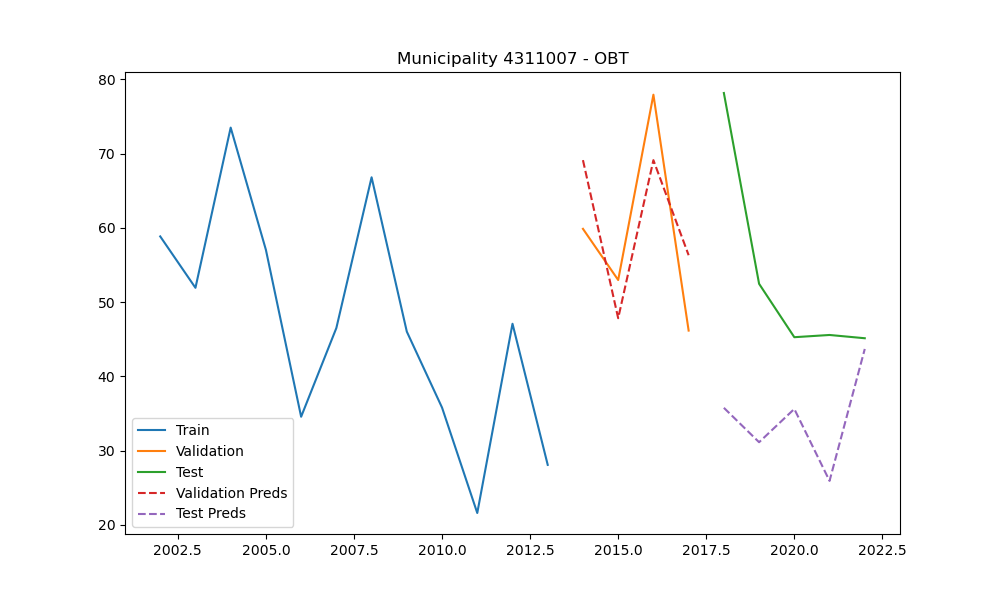 Municipality 4311007 - OBT
80
70
60
50
40
30
20
Train
Validation
Test
Validation Preds
Test Preds
2002.5 2005.0 2007.5 2010.0 2012.5 2015.0 2017.5 2020.0 2022.5